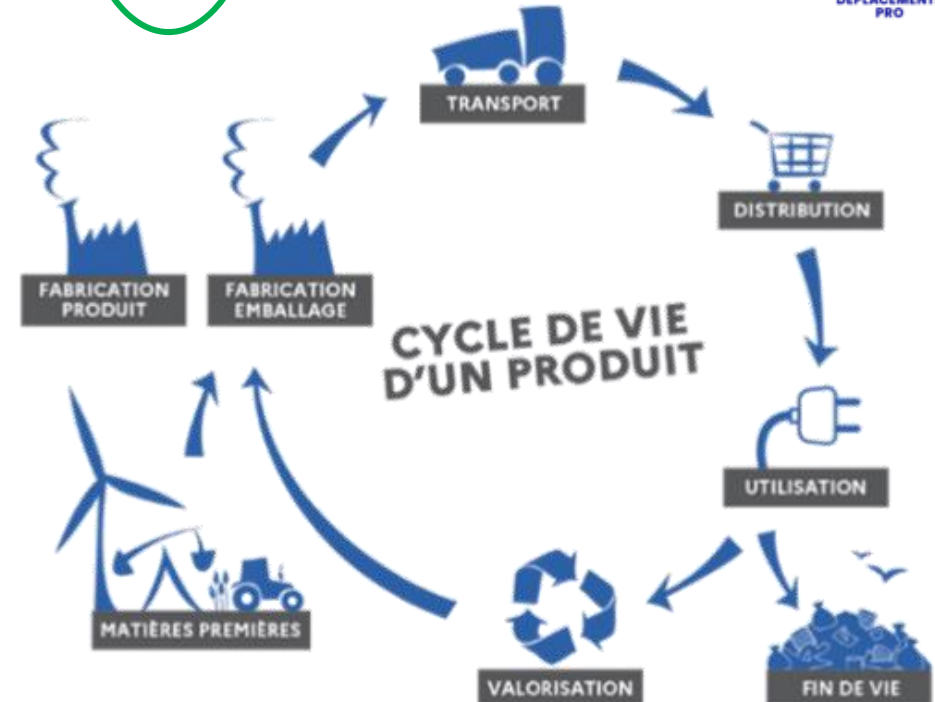 DÉPLACEMENT
PRO
TRANSPORT
DISTRIBUTION
FABRICATION
PRODUIT
FABRICATION
EMBALLAGE
CYCLE DE VIE
D'UN PRODUIT
UTILISATION
MATIÈRES PREMIÈRES
VALORISATION
FIN DE VIE